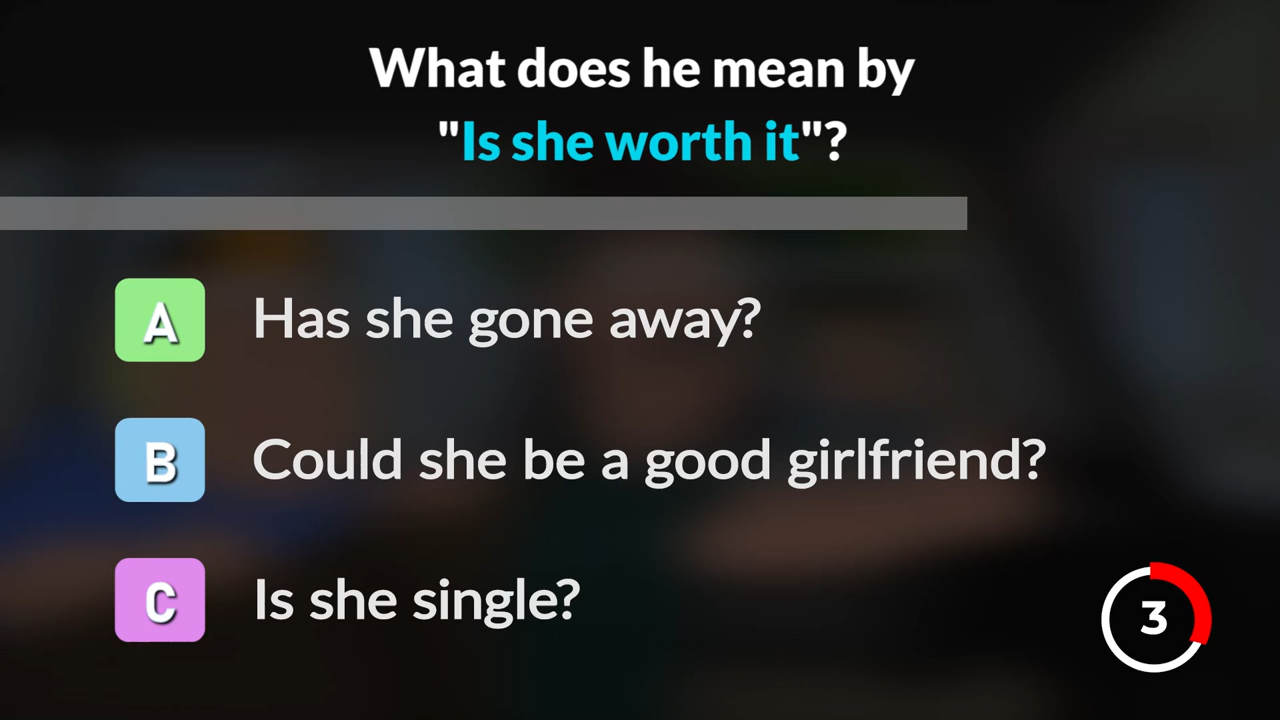 What does he mean by
"Is she worth it"?
A Has she gone away?
B Could she be a good girlfriend?
C Is she single?
3